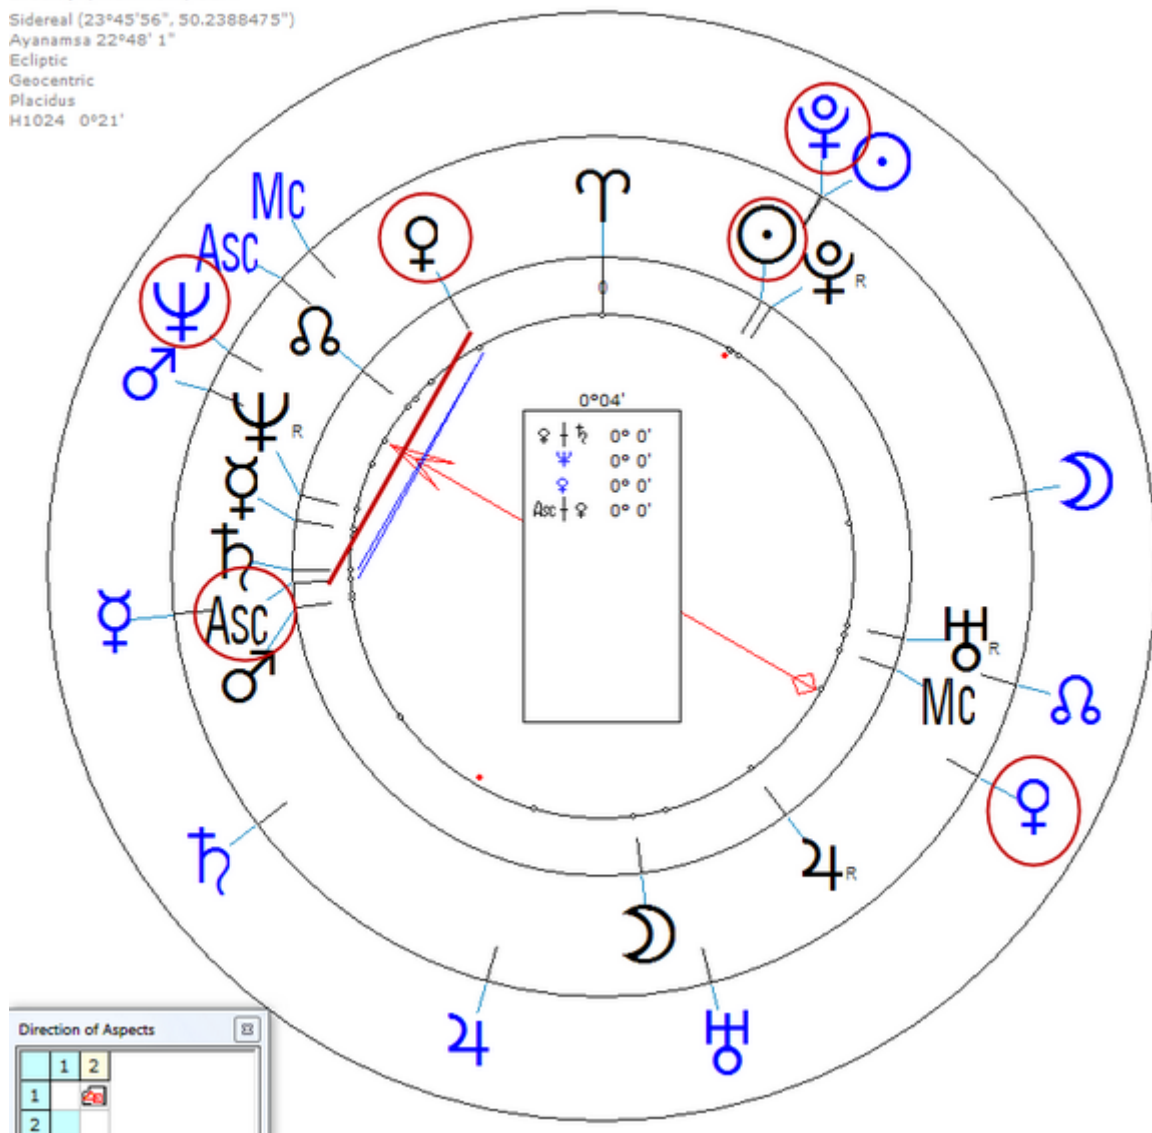 Sidereal (23°45'56", 50.2388475")
Ayanamsa 22°48' 1"
Ecliptic
Geocentric
Placidus
H1024 0°21'
Mc
Asc
☿
♀
♈
☉
♇ R
♇
☉
☊
♆
♂
♆ R
☿
♄
Asc
♂
☿
0
0°04'
♀ ┼ ♄ 0° 0'
♆ 0° 0'
♀ 0° 0'
Asc ┼ ♀ 0° 0'
☽
♅ R
Mc
☊
♀
♃ R
☽
♄
♃
♅
Direction of Aspects
1 2
1
2